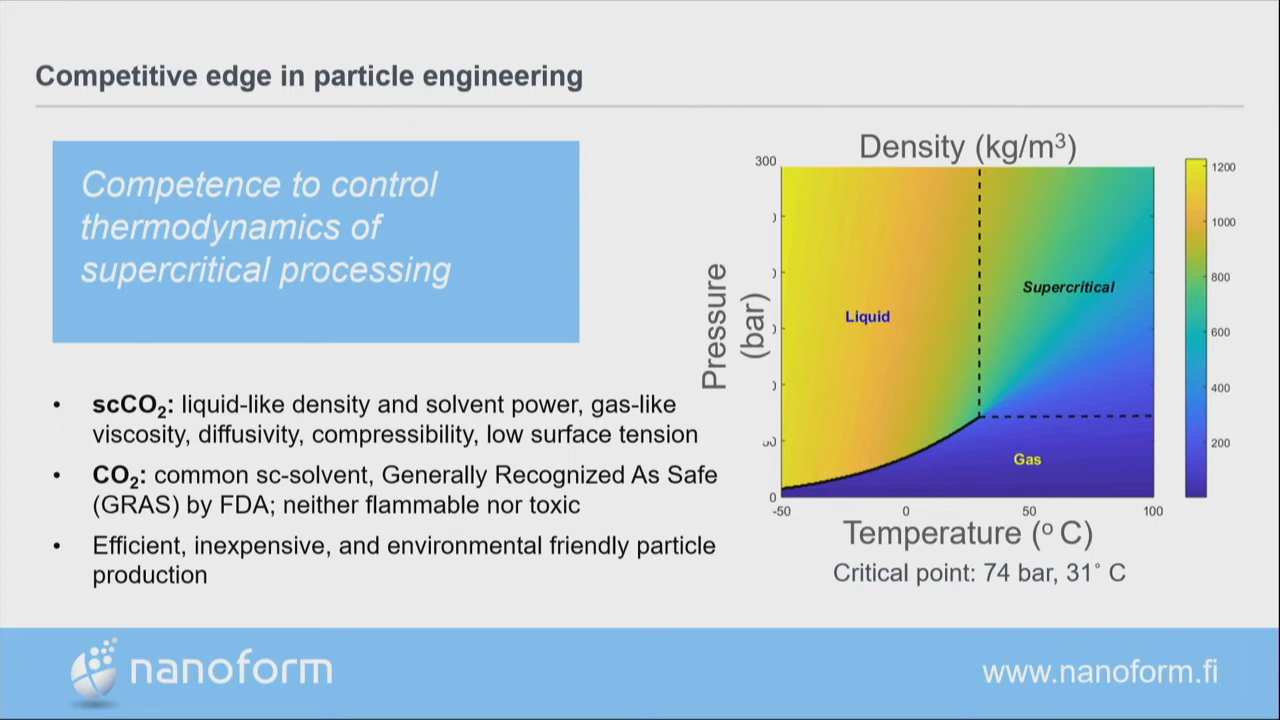 Competitive edge in particle engineering
Competence to control
thermodynamics of
supercritical processing
• scCO₂: liquid-like density and solvent power, gas-like
viscosity, diffusivity, compressibility, low surface tension
• CO₂: common sc-solvent, Generally Recognized As Safe
(GRAS) by FDA; neither flammable nor toxic
• Efficient, inexpensive, and environmental friendly particle
production
Density (kg/m³)
Pressure
(bar)
300
0
Liquid
Supercritical
Gas
-50
0
50
100
1200
1000
800
600
400
200
Temperature (º C)
Critical point: 74 bar, 31° C
nanoform
www.nanoform.fi